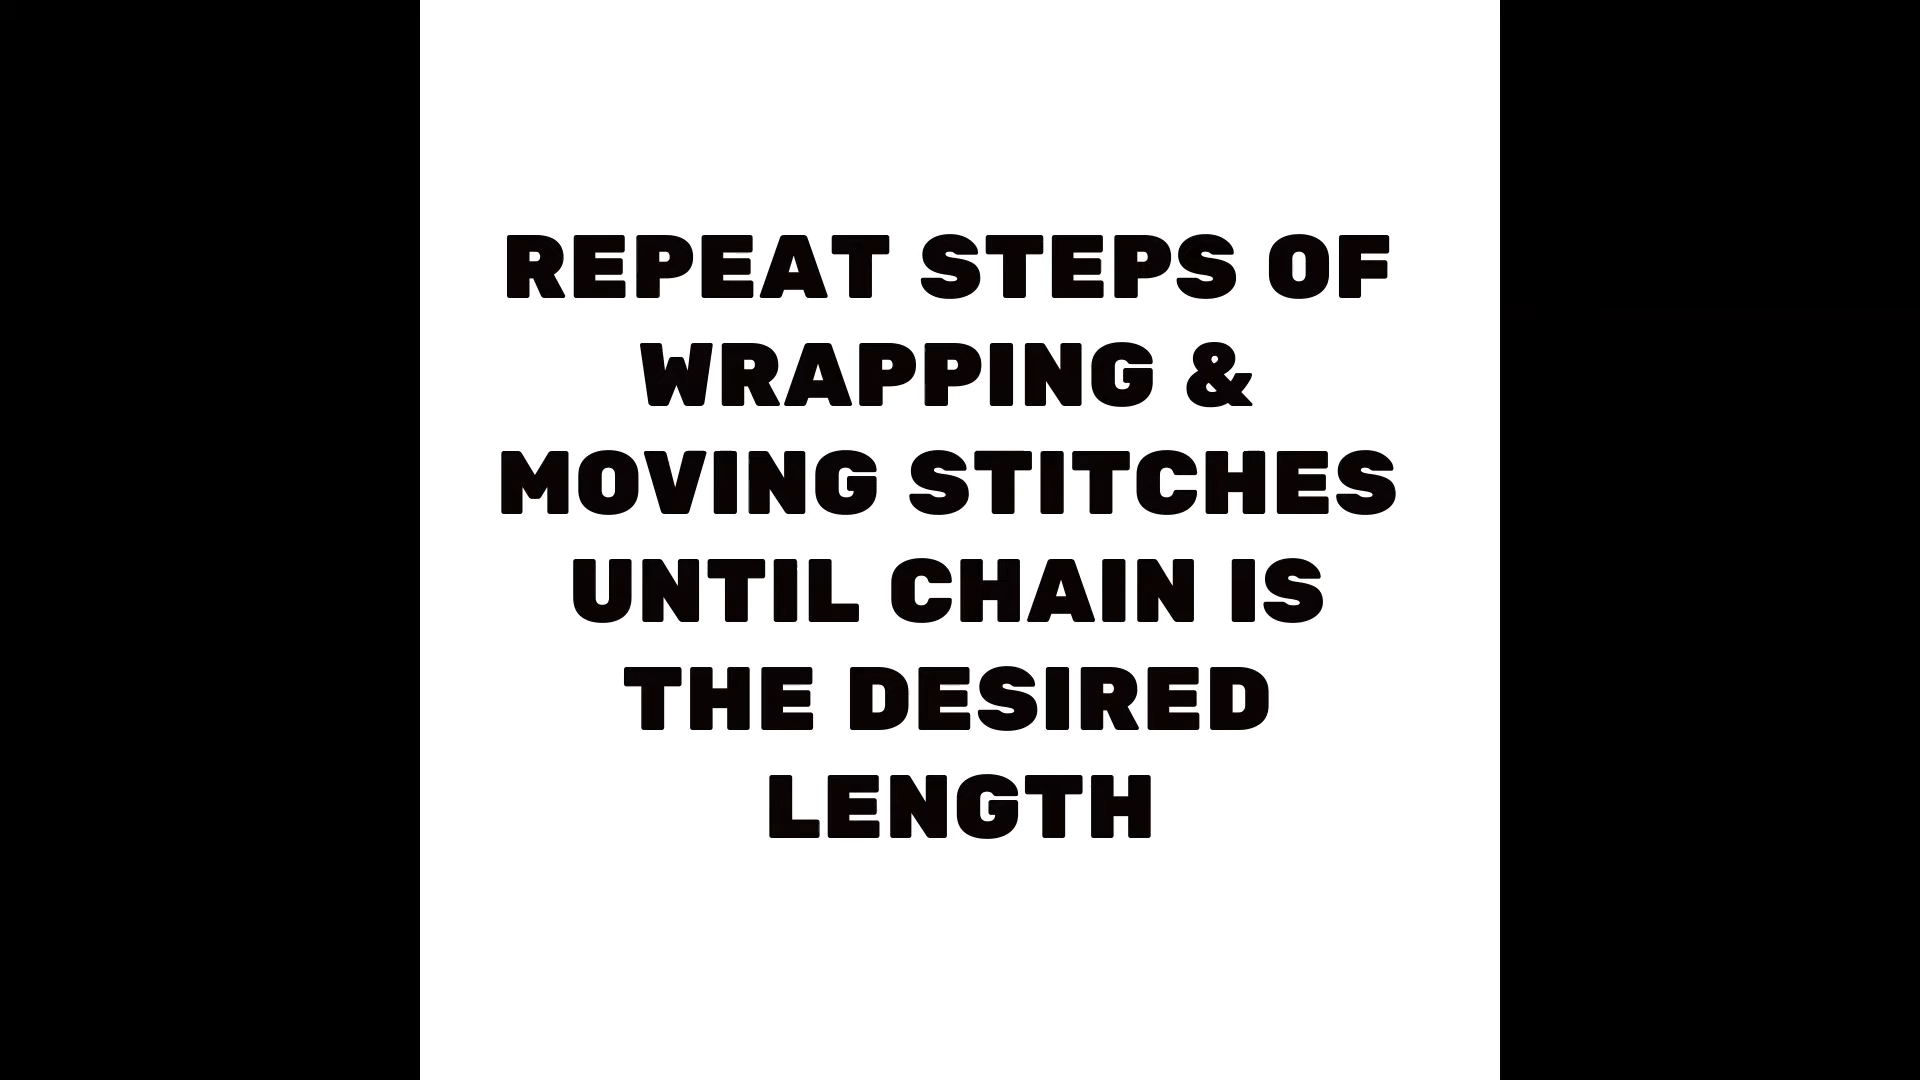 REPEAT STEPS OF
WRAPPING &
MOVING STITCHES
UNTIL CHAIN IS
THE DESIRED
LENGTH